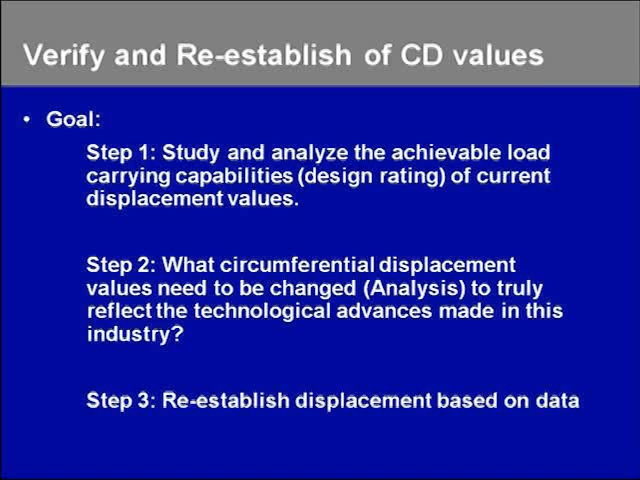 Verify and Re-establish of CD values
• Goal:
Step 1: Study and analyze the achievable load
carrying capabilities (design rating) of current
displacement values.
Step 2: What circumferential displacement
values need to be changed (Analysis) to truly
reflect the technological advances made in this
industry?
Step 3: Re-establish displacement based on data